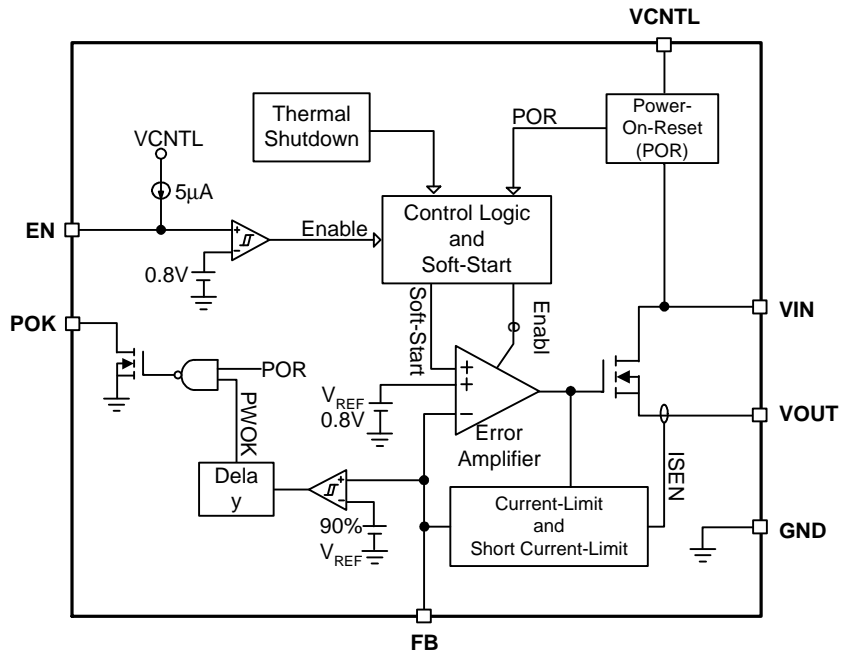 VCNTL
Thermal
Shutdown
POR
Power-
On-Reset
(POR)
VCNTL
5μA
EN
Enable
Control Logic
and
Soft-Start
0.8V
Soft-Start
Enabl
e
POK
VIN
POR
PWOK
VREF
0.8V
+
+
−
Error
Amplifier
VOUT
ISEN
Dela
y
+
−
90%
VREF
Current-Limit
and
Short Current-Limit
GND
FB
+
−